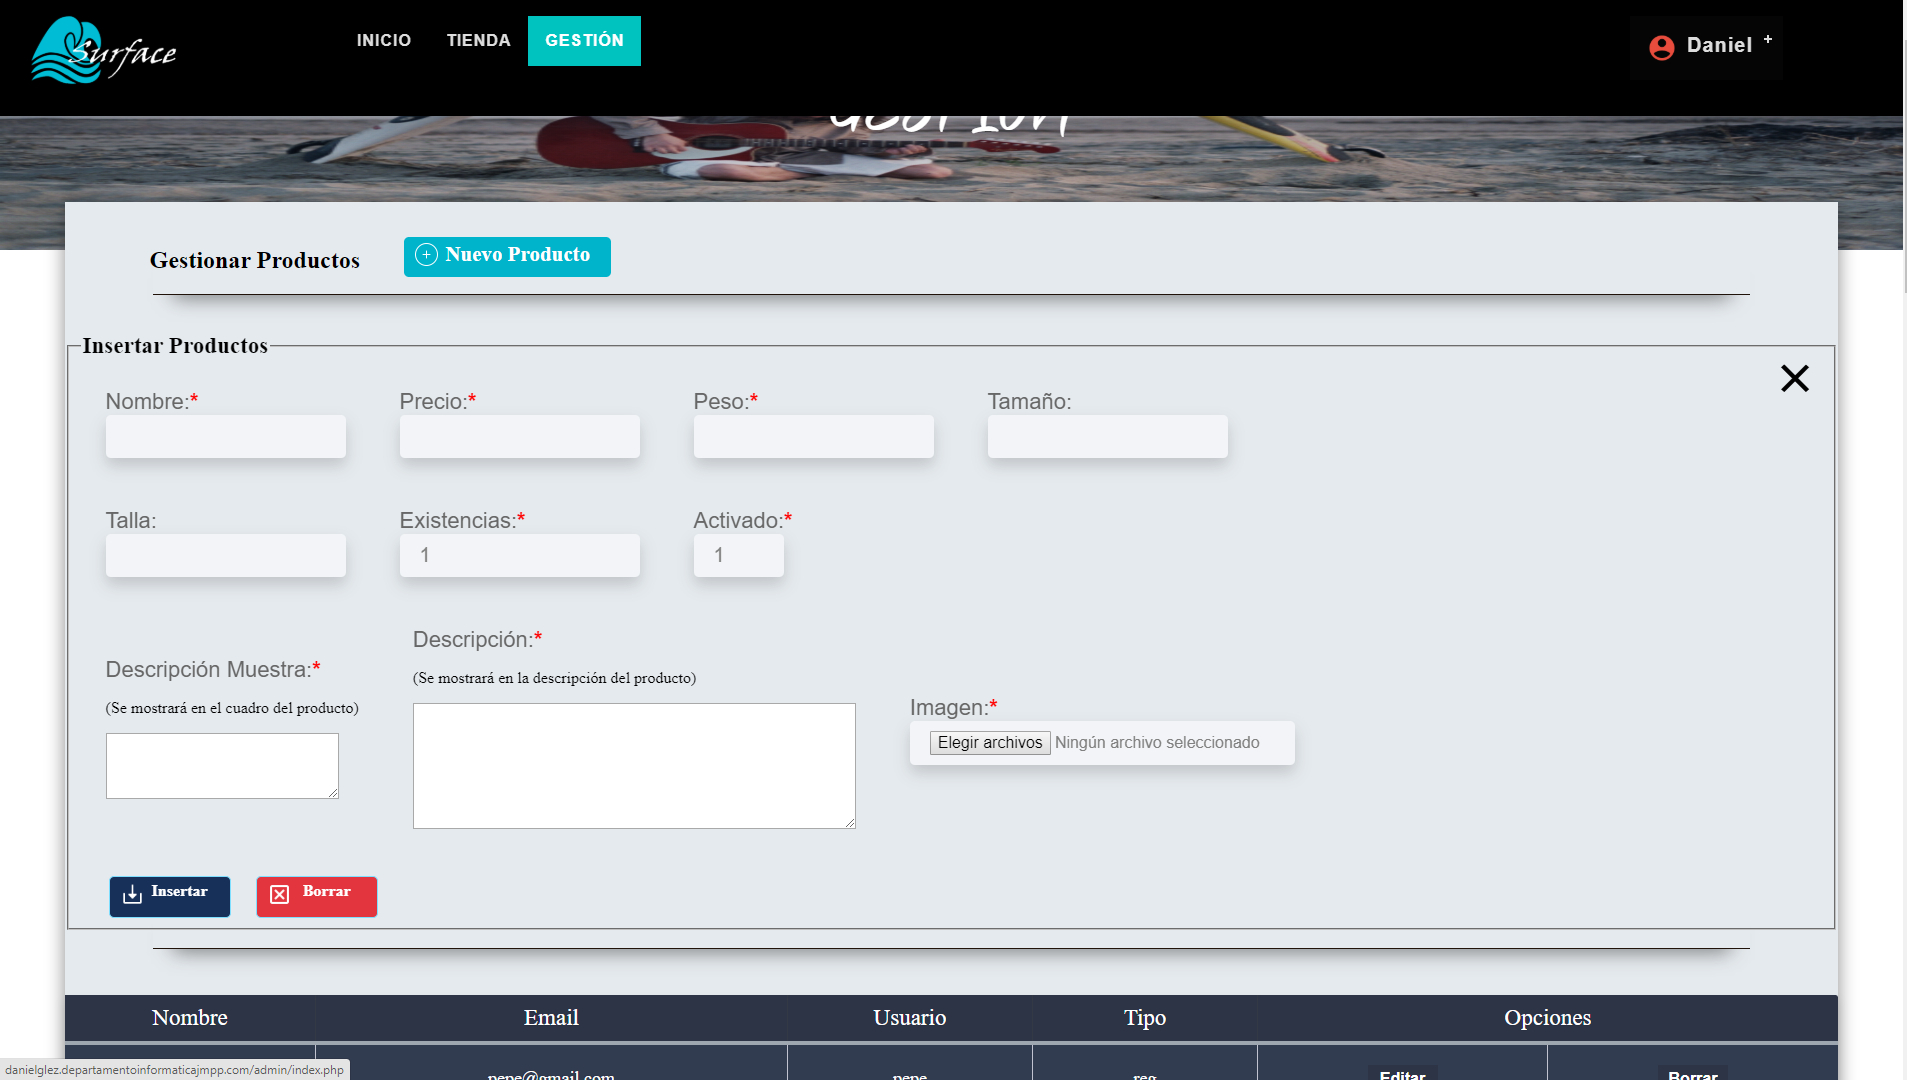 Surface
INICIO
TIENDA
GESTIÓN
Daniel +
Gestión
Gestionar Productos
Nuevo Producto
Insertar Productos
Nombre:*
Precio:*
Peso:*
Tamaño:
Talla:
Existencias:*
Activado:*
1
1
Descripción Muestra:*
(Se mostrará en el cuadro del producto)
Descripción:*
(Se mostrará en la descripción del producto)
Imagen:*
Elegir archivos Ningún archivo seleccionado
Insertar
Borrar
Nombre Email Usuario Tipo Opciones
pepe@gmail.com pepe reg Editar Borrar
danielglez.departamentoinformaticajmpp.com/admin/index.php